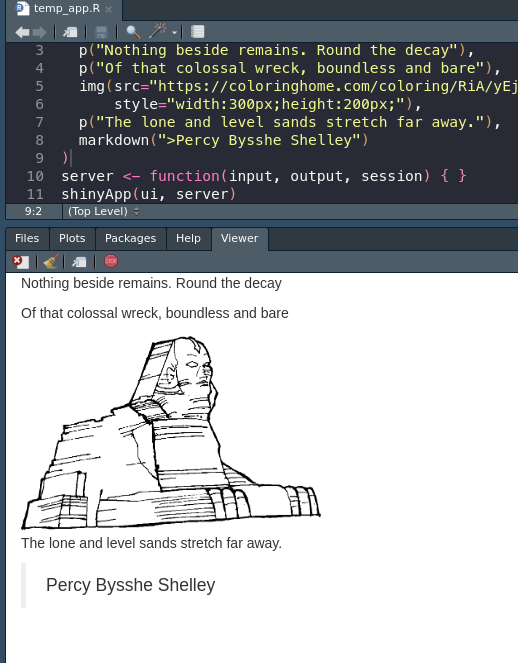 temp_app.R
3 p("Nothing beside remains. Round the decay"),
4 p("Of that colossal wreck, boundless and bare"),
5 img(src="https://coloringhome.com/coloring/RiA/yEj
6 style="width:300px;height:200px;"),
7 p("The lone and level sands stretch far away."),
8 markdown(">Percy Bysshe Shelley")
9 )
10 server <- function(input, output, session) { }
11 shinyApp(ui, server)
9:2 (Top Level)
Files Plots Packages Help Viewer
STOP
Nothing beside remains. Round the decay
Of that colossal wreck, boundless and bare
The lone and level sands stretch far away.
Percy Bysshe Shelley